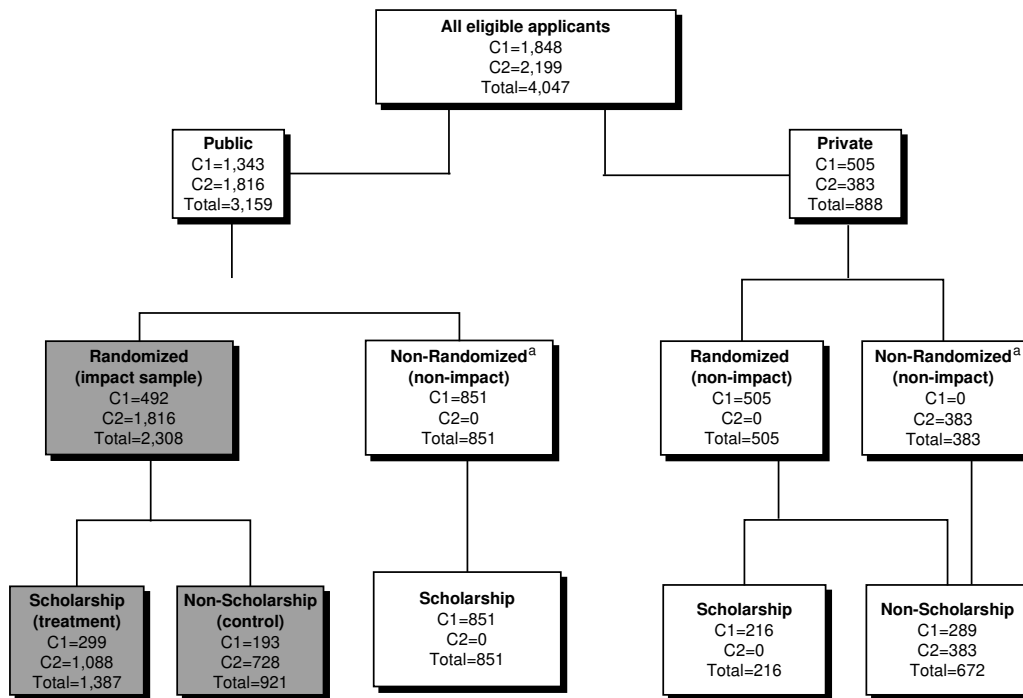 All eligible applicants
C1=1,848
C2=2,199
Total=4,047
Public
C1=1,343
C2=1,816
Total=3,159
Private
C1=505
C2=383
Total=888
Randomized
(impact sample)
C1=492
C2=1,816
Total=2,308
Non-Randomized a
(non-impact)
C1=851
C2=0
Total=851
Randomized
(non-impact)
C1=505
C2=0
Total=505
Non-Randomized a
(non-impact)
C1=0
C2=383
Total=383
Scholarship
(treatment)
C1=299
C2=1,088
Total=1,387
Non-Scholarship
(control)
C1=193
C2=728
Total=921
Scholarship
C1=851
C2=0
Total=851
Scholarship
C1=216
C2=0
Total=216
Non-Scholarship
C1=289
C2=383
Total=672